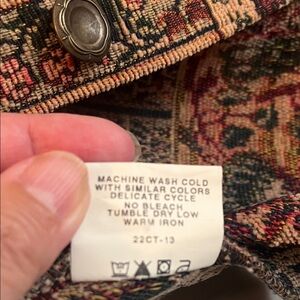 MACHINE WASH COLD
WITH SIMILAR COLORS
DELICATE CYCLE
NO BLEACH
TUMBLE DRY LOW
WARM IRON
22CT-13